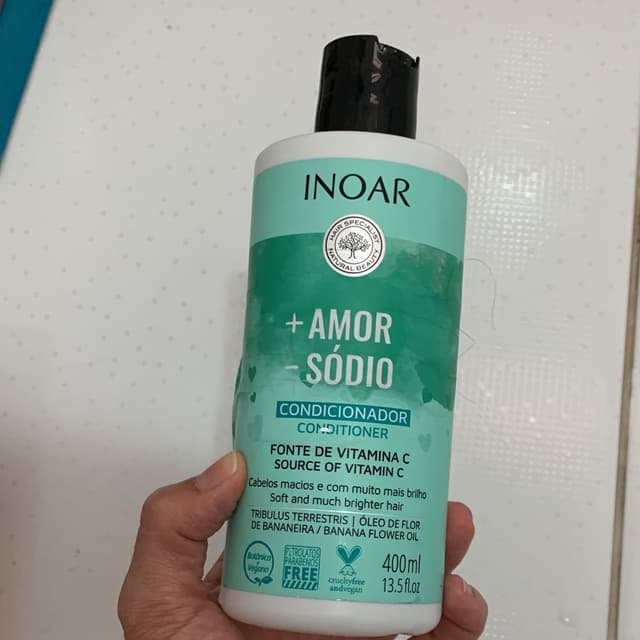 INOAR
HAIR SPECIALIST
NATURAL BEAUTY
+ AMOR
- SÓDIO
CONDICIONADOR
CONDITIONER
FONTE DE VITAMINA C
SOURCE OF VITAMIN C
Cabelos macios e com muito mais brilho
Soft and much brighter hair
TRIBULUS TERRESTRIS | ÓLEO DE FLOR
DE BANANEIRA / BANANA FLOWER OIL
Botânico e Vegano
PETROLATOS
PARABENOS
FREE
crueltyfree
andvegan
400ml
13.5 fl.oz